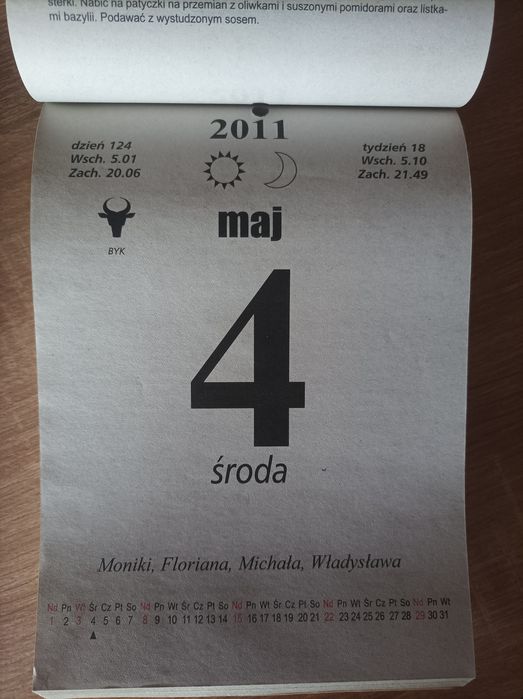 sterki. Nabić na patyczki na przemian z oliwkami i suszonymi pomidorami oraz listka-
mi bazylii. Podawać z wystudzonym sosem.
2011
dzień 124
Wsch. 5.01
Zach. 20.06
tydzień 18
Wsch. 5.10
Zach. 21.49
maj
BYK
4
środa
Moniki, Floriana, Michała, Władysława
Nd Pn Wt Śr Cz Pt So Nd Pn Wt Śr Cz Pt So Nd Pn Wt Śr Cz Pt So Nd Pn Wt Śr Cz Pt So Nd Pn Wt
1 2 3 4 5 6 7 8 9 10 11 12 13 14 15 16 17 18 19 20 21 22 23 24 25 26 27 28 29 30 31